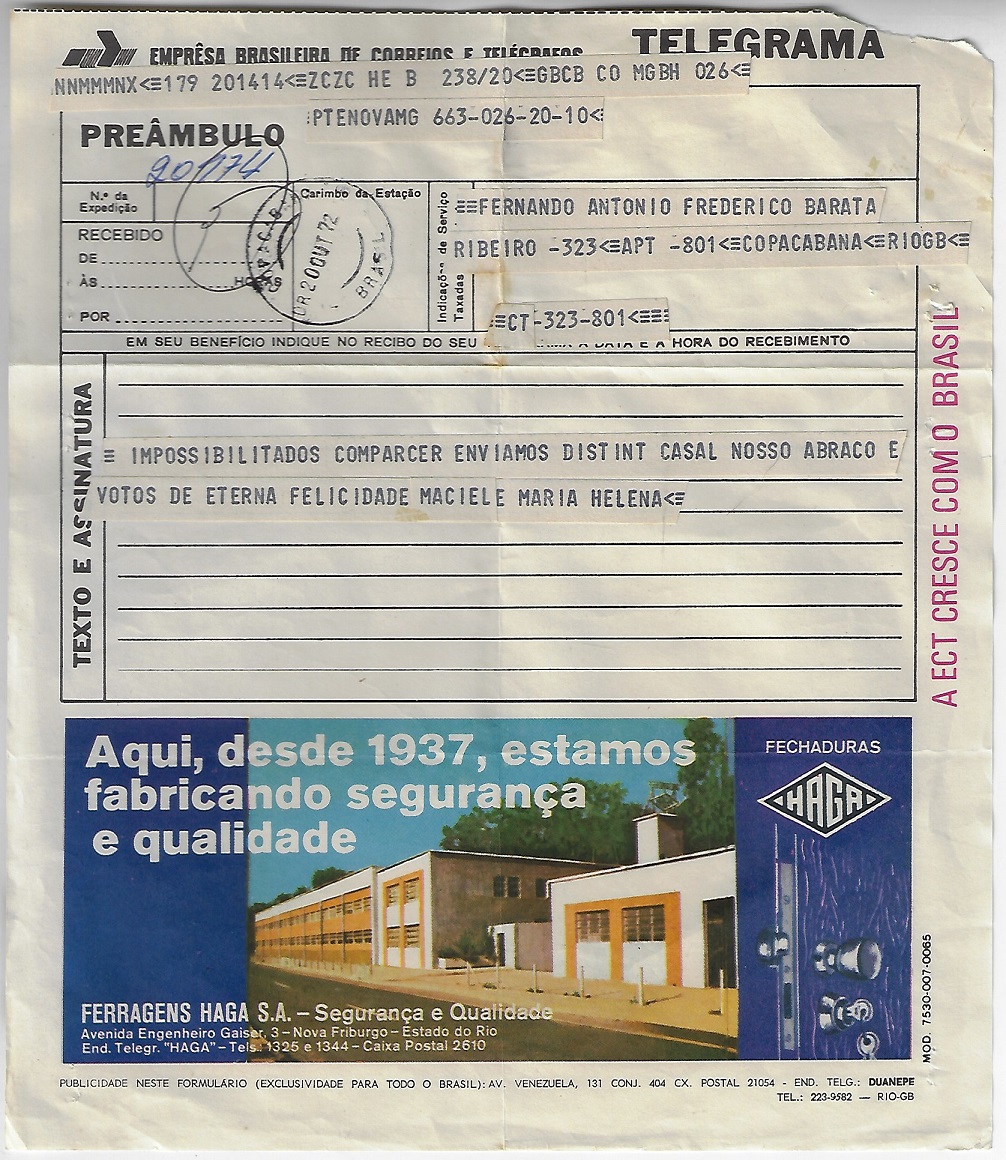 EMPRÊSA BRASILEIRA DE CORREIOS E TELÉGRAFOS
TELEGRAMA
NNMMMNX<≡179 201414<≡ZCZC HE B 238/20<≡GBCB CO MGBH 026<≡
PTENOVAMG 663-026-20-10<≡
PREÂMBULO
N.º da
Expedição
Carimbo da Estação
RECEBIDO
DE
ÀS HORAS
POR
20 OUT 72
BRASIL
Indicações de Serviço
Taxadas
≡≡FERNANDO ANTONIO FREDERICO BARATA
RIBEIRO -323<≡APT -801<≡COPACABANA<≡RIOGB<≡
≡CT-323-801<≡≡≡
EM SEU BENEFÍCIO INDIQUE NO RECIBO DO SEU A DATA E A HORA DO RECEBIMENTO
TEXTO E ASSINATURA
≡ IMPOSSIBILITADOS COMPARCER ENVIAMOS DISTINT CASAL NOSSO ABRACO E
VOTOS DE ETERNA FELICIDADE MACIELE MARIA HELENA<≡
A ECT CRESCE COM O BRASIL
Aqui, desde 1937, estamos
fabricando segurança
e qualidade
FECHADURAS
HAGA
FERRAGENS HAGA S.A. – Segurança e Qualidade
Avenida Engenheiro Gaiser, 3 – Nova Friburgo – Estado do Rio
End. Telegr. "HAGA" – Tels. 1325 e 1344 – Caixa Postal 2610
MOD. 7530-007-0065
PUBLICIDADE NESTE FORMULÁRIO (EXCLUSIVIDADE PARA TODO O BRASIL): AV. VENEZUELA, 131 CONJ. 404 CX. POSTAL 21054 - END. TELG.: DUANEPE
TEL.: 223-9582 — RIO-GB